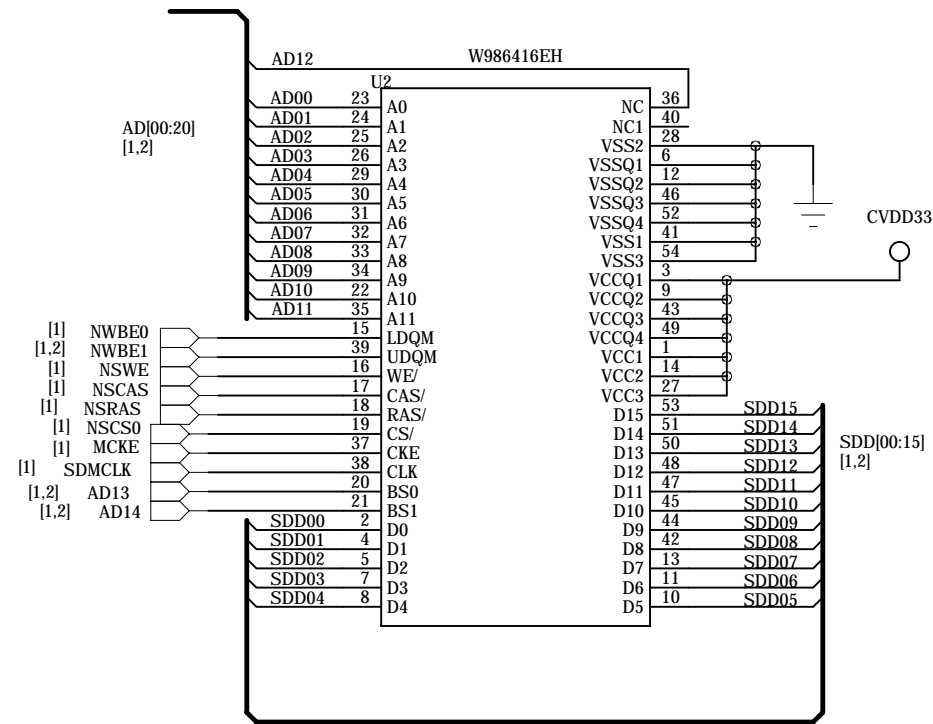 AD12 W986416EH
U2
AD00 23 A0 NC 36
AD01 24 A1 NC1 40
AD[00:20]
[1,2]
AD02 25 A2 VSS2 28
AD03 26 A3 VSSQ1 6
AD04 29 A4 VSSQ2 12
AD05 30 A5 VSSQ3 46
AD06 31 A6 VSSQ4 52
CVDD33
AD07 32 A7 VSS1 41
AD08 33 A8 VSS3 54
AD09 34 A9 VCCQ1 3
AD10 22 A10 VCCQ2 9
AD11 35 A11 VCCQ3 43
[1] NWBE0 15 LDQM VCCQ4 49
[1,2] NWBE1 39 UDQM VCC1 1
[1] NSWE 16 WE/ VCC2 14
[1] NSCAS 17 CAS/ VCC3 27
[1] NSRAS 18 RAS/ D15 53 SDD15
[1] NSCS0 19 CS/ D14 51 SDD14
SDD[00:15]
[1,2]
[1] MCKE 37 CKE D13 50 SDD13
[1] SDMCLK 38 CLK D12 48 SDD12
[1,2] AD13 20 BS0 D11 47 SDD11
[1,2] AD14 21 BS1 D10 45 SDD10
SDD00 2 D0 D9 44 SDD09
SDD01 4 D1 D8 42 SDD08
SDD02 5 D2 D7 13 SDD07
SDD03 7 D3 D6 11 SDD06
SDD04 8 D4 D5 10 SDD05